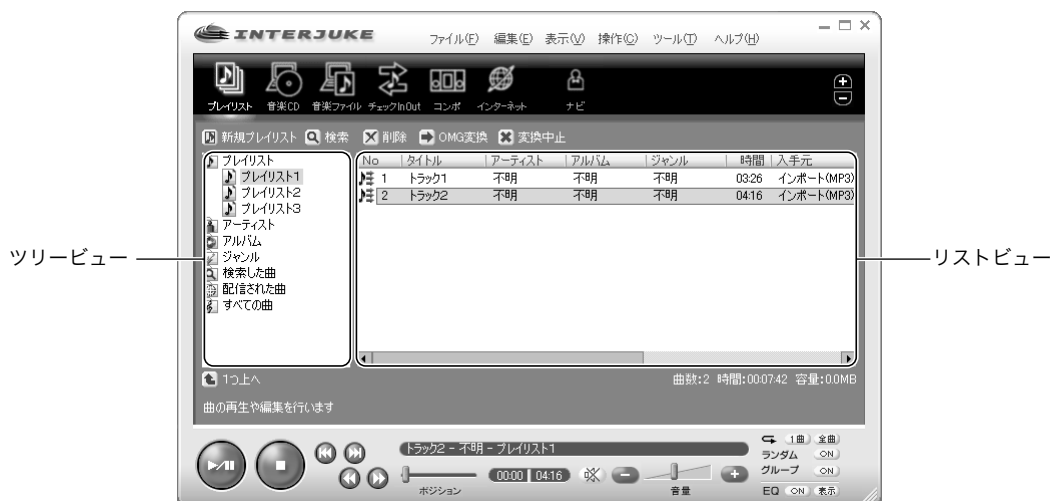 INTERJUKE
ファイル(F) 編集(E) 表示(V) 操作(C) ツール(T) ヘルプ(H)
プレイリスト 音楽CD 音楽ファイル チェックIn Out コンポ インターネット ナビ
新規プレイリスト 検索 削除 OMG変換 変換中止
プレイリスト
プレイリスト1
プレイリスト2
プレイリスト3
アーティスト
アルバム
ジャンル
検索した曲
配信された曲
すべての曲
No タイトル アーティスト アルバム ジャンル 時間 入手元
1 トラック1 不明 不明 不明 03:26 インポート(MP3)
2 トラック2 不明 不明 不明 04:16 インポート(MP3)
ツリービュー
リストビュー
1つ上へ
曲数:2 時間:00:07:42 容量:0.0MB
曲の再生や編集を行います
トラック2 - 不明 - プレイリスト1
00:00 04:16
ポジション
音量
1曲 全曲
ランダム ON
グループ ON
EQ ON 表示